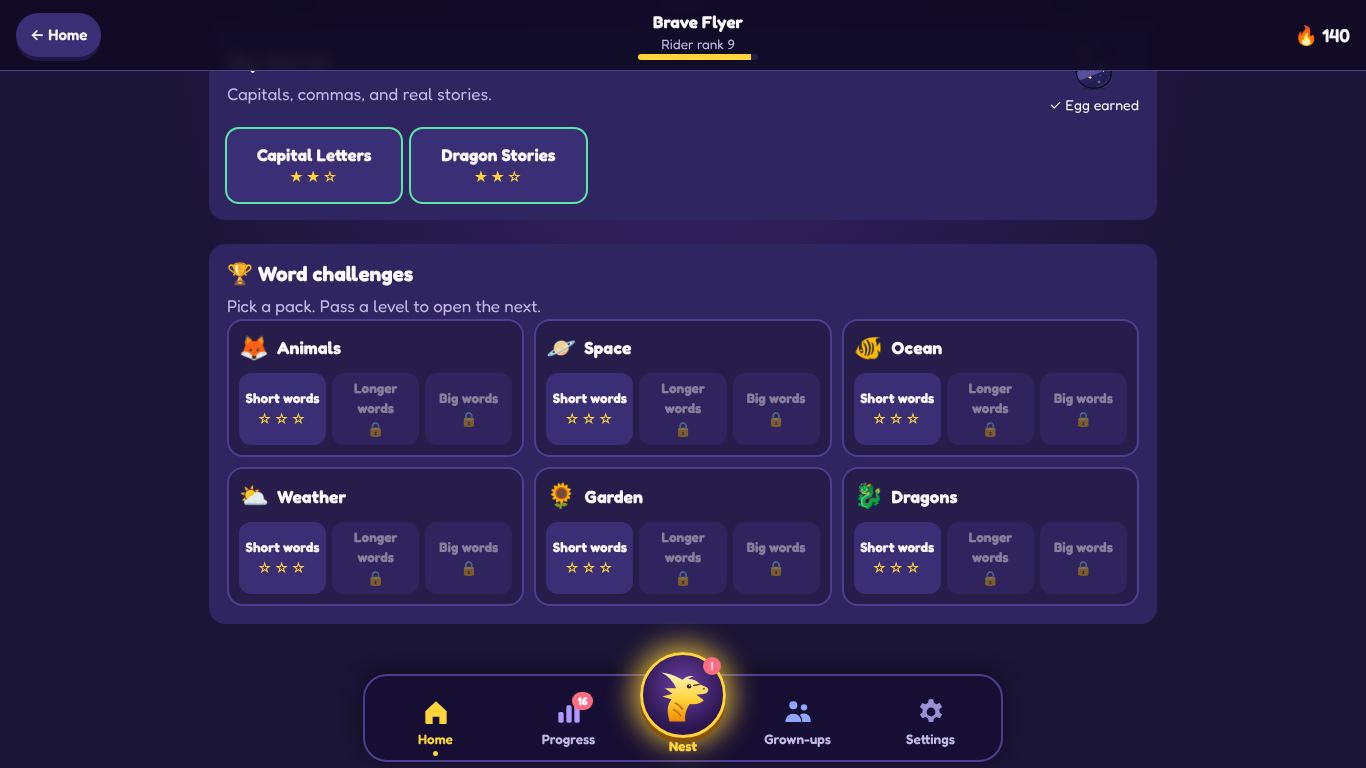 ← Home
Brave Flyer
Rider rank 9
140
Capitals, commas, and real stories.
✓ Egg earned
Capital Letters
★ ★ ☆
Dragon Stories
★ ★ ☆
Word challenges
Pick a pack. Pass a level to open the next.
Animals
Short words
☆ ☆ ☆
Longer
words
Big words
Space
Short words
☆ ☆ ☆
Longer
words
Big words
Ocean
Short words
☆ ☆ ☆
Longer
words
Big words
Weather
Short words
☆ ☆ ☆
Longer
words
Big words
Garden
Short words
☆ ☆ ☆
Longer
words
Big words
Dragons
Short words
☆ ☆ ☆
Longer
words
Big words
Home
16
Progress
!
Nest
Grown-ups
Settings